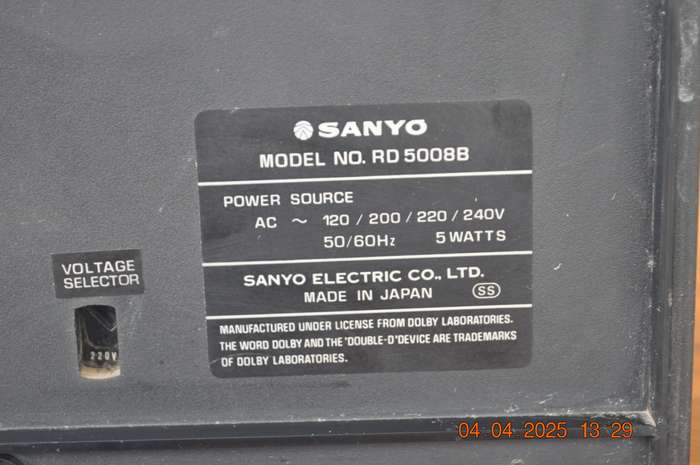 SANYO
MODEL NO. RD 5008B
POWER SOURCE
AC ~ 120 / 200 / 220 / 240V
50/60Hz 5 WATTS
SANYO ELECTRIC CO., LTD.
MADE IN JAPAN SS
MANUFACTURED UNDER LICENSE FROM DOLBY LABORATORIES.
THE WORD DOLBY AND THE 'DOUBLE-D' DEVICE ARE TRADEMARKS
OF DOLBY LABORATORIES.
VOLTAGE
SELECTOR
220V
04-04-2025 13:29